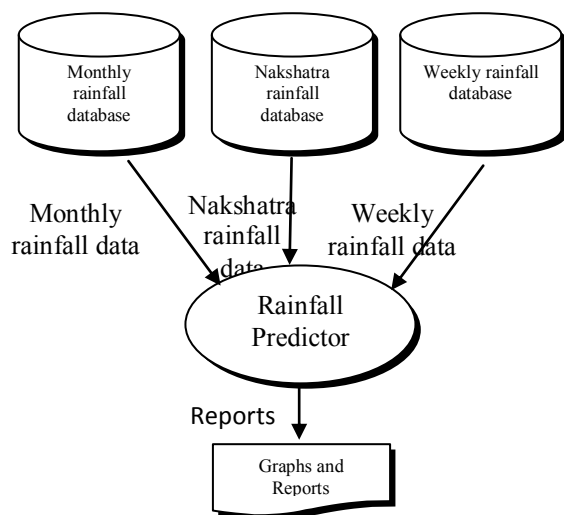 Monthly
rainfall
database
Nakshatra
rainfall
database
Weekly rainfall
database
Monthly
rainfall data
Nakshatra
rainfall
data
Weekly
rainfall data
Rainfall
Predictor
Reports
Graphs and
Reports